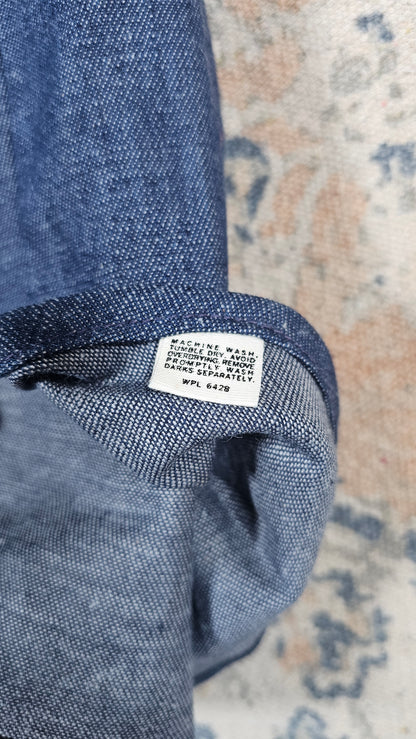 MACHINE WASH.
TUMBLE DRY. AVOID
OVERDRYING. REMOVE
PROMPTLY. WASH
DARKS SEPARATELY.
WPL 6428